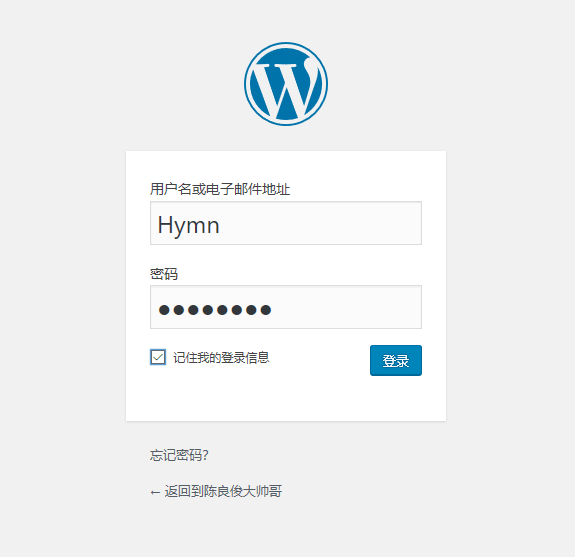 用户名或电子邮件地址
Hymn
密码
●●●●●●●●
记住我的登录信息
登录
忘记密码?
← 返回到陈良俊大帅哥